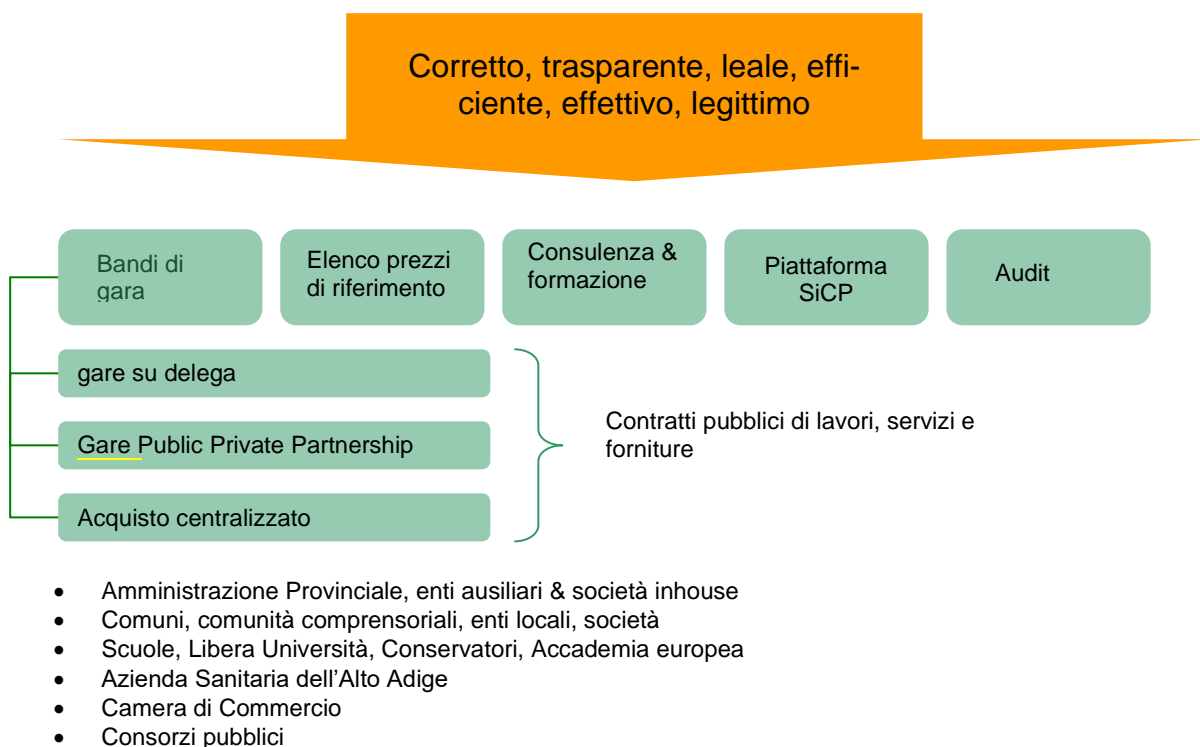 Corretto, trasparente, leale, effi-
ciente, effettivo, legittimo
Bandi di
gara
Elenco prezzi
di riferimento
Consulenza &
formazione
Piattaforma
SiCP
Audit
gare su delega
Gare Public Private Partnership
Acquisto centralizzato
Contratti pubblici di lavori, servizi e
forniture
• Amministrazione Provinciale, enti ausiliari & società inhouse
• Comuni, comunità comprensoriali, enti locali, società
• Scuole, Libera Università, Conservatori, Accademia europea
• Azienda Sanitaria dell’Alto Adige
• Camera di Commercio
• Consorzi pubblici